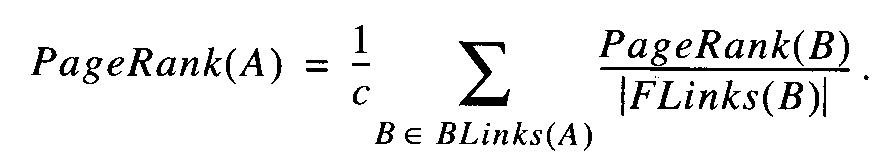 PageRank(A) = 1/c ∑ PageRank(B)/|FLinks(B)| .
B ∈ BLinks(A)